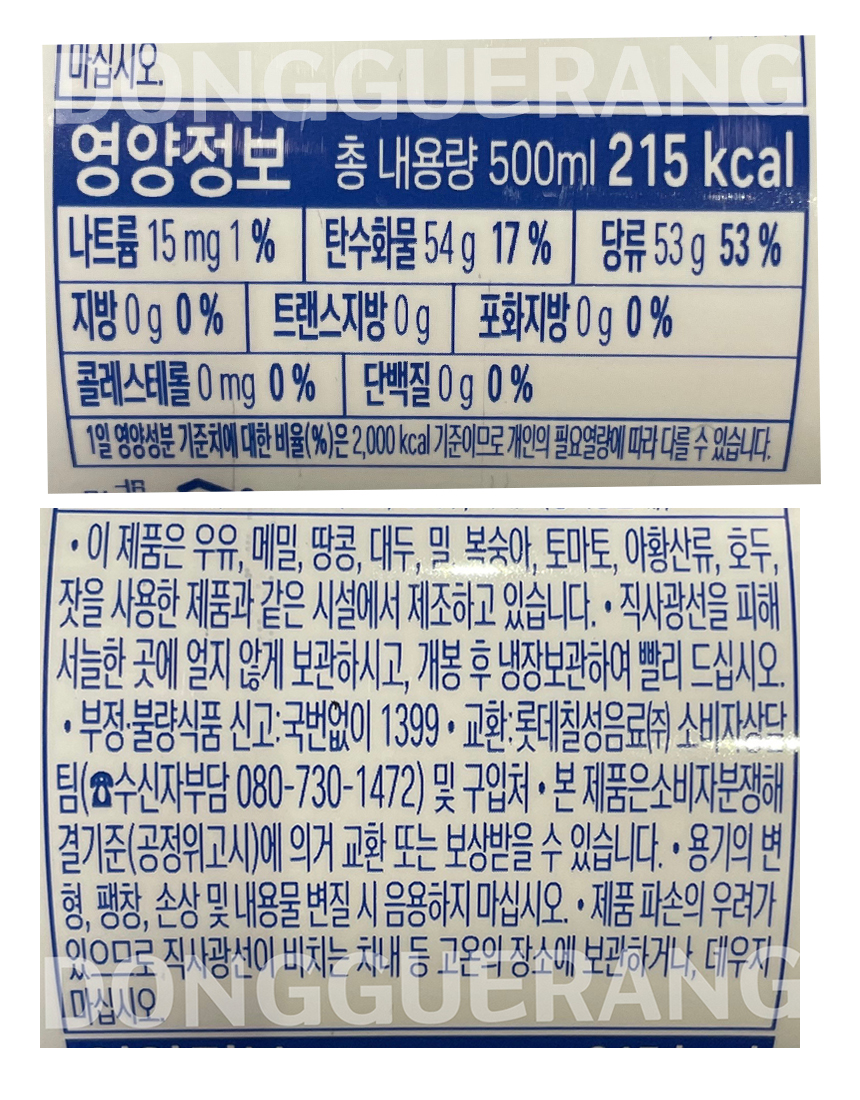 마십시오.
DONGGUERANG
영양정보 총 내용량 500ml 215 kcal
나트륨 15 mg 1 % 탄수화물 54 g 17 % 당류 53 g 53 %
지방 0 g 0 % 트랜스지방 0 g 포화지방 0 g 0 %
콜레스테롤 0 mg 0 % 단백질 0 g 0 %
1일 영양성분 기준치에 대한 비율(%)은 2,000 kcal 기준이므로 개인의 필요열량에 따라 다를 수 있습니다.
• 이 제품은 우유, 메밀, 땅콩, 대두, 밀, 복숭아, 토마토, 아황산류, 호두,
잣을 사용한 제품과 같은 시설에서 제조하고 있습니다. • 직사광선을 피해
서늘한 곳에 얼지 않게 보관하시고, 개봉 후 냉장보관하여 빨리 드십시오.
• 부정·불량식품 신고:국번없이 1399 • 교환:롯데칠성음료㈜ 소비자상담
팀(☎수신자부담 080-730-1472) 및 구입처 • 본 제품은소비자분쟁해
결기준(공정위고시)에 의거 교환 또는 보상받을 수 있습니다. • 용기의 변
형, 팽창, 손상 및 내용물 변질 시 음용하지 마십시오. • 제품 파손의 우려가
있으므로 직사광선이 비치는 차내 등 고온의 장소에 보관하거나, 데우지
마십시오.
DONGGUERANG